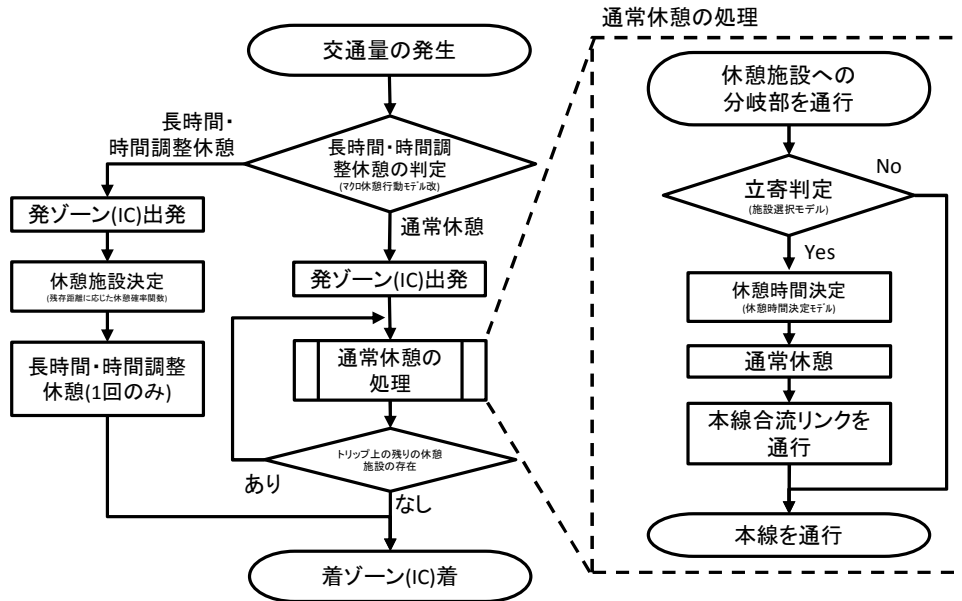 通常休憩の処理
交通量の発生
長時間・
時間調整休憩
長時間・時間調
整休憩の判定
(マクロ休憩行動モデル改)
発ゾーン(IC)出発
休憩施設決定
(残存距離に応じた休憩確率関数)
長時間・時間調整
休憩(1回のみ)
通常休憩
発ゾーン(IC)出発
通常休憩の
処理
トリップ上の残りの休憩
施設の存在
あり
なし
着ゾーン(IC)着
休憩施設への
分岐部を通行
立寄判定
(施設選択モデル)
No
Yes
休憩時間決定
(休憩時間決定モデル)
通常休憩
本線合流リンクを
通行
本線を通行